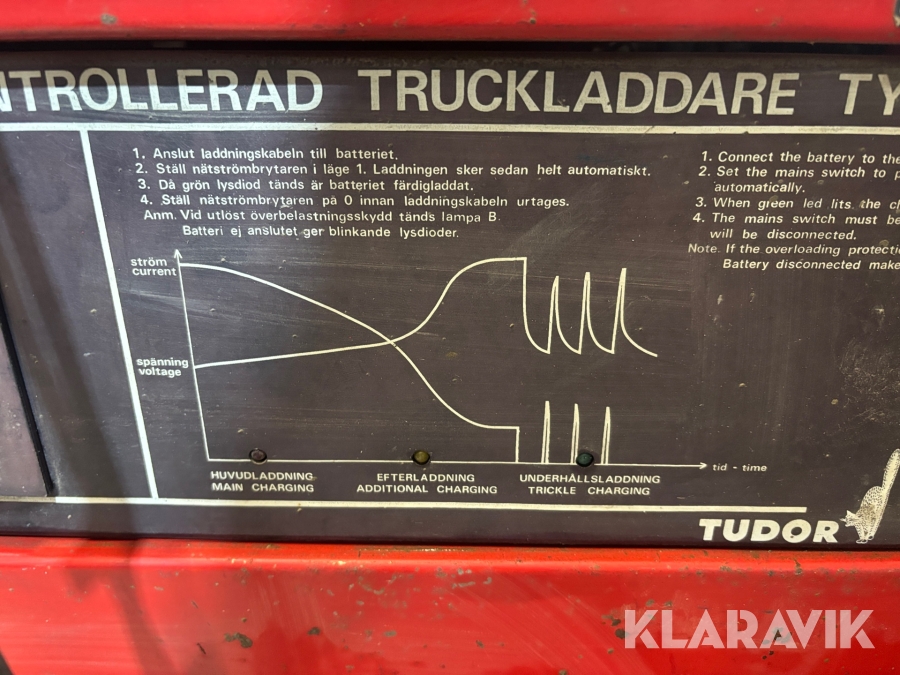 NTROLLERAD TRUCKLADDARE TY
1. Anslut laddningskabeln till batteriet.
2. Ställ nätströmbrytaren i läge 1. Laddningen sker sedan helt automatiskt.
3. Då grön lysdiod tänds är batteriet färdigladdat.
4. Ställ nätströmbrytaren på 0 innan laddningskabeln urtages.
Anm. Vid utlöst överbelastningsskydd tänds lampa B.
Batteri ej anslutet ger blinkande lysdioder.
1. Connect the battery to the
2. Set the mains switch to p
automatically.
3. When green led lits the ch
4. The mains switch must be
will be disconnected.
Note. If the overloading protectio
Battery disconnected make
ström
current
spänning
voltage
tid - time
HUVUDLADDNING
MAIN CHARGING
EFTERLADDNING
ADDITIONAL CHARGING
UNDERHÅLLSLADDNING
TRICKLE CHARGING
TUDOR
KLARAVIK